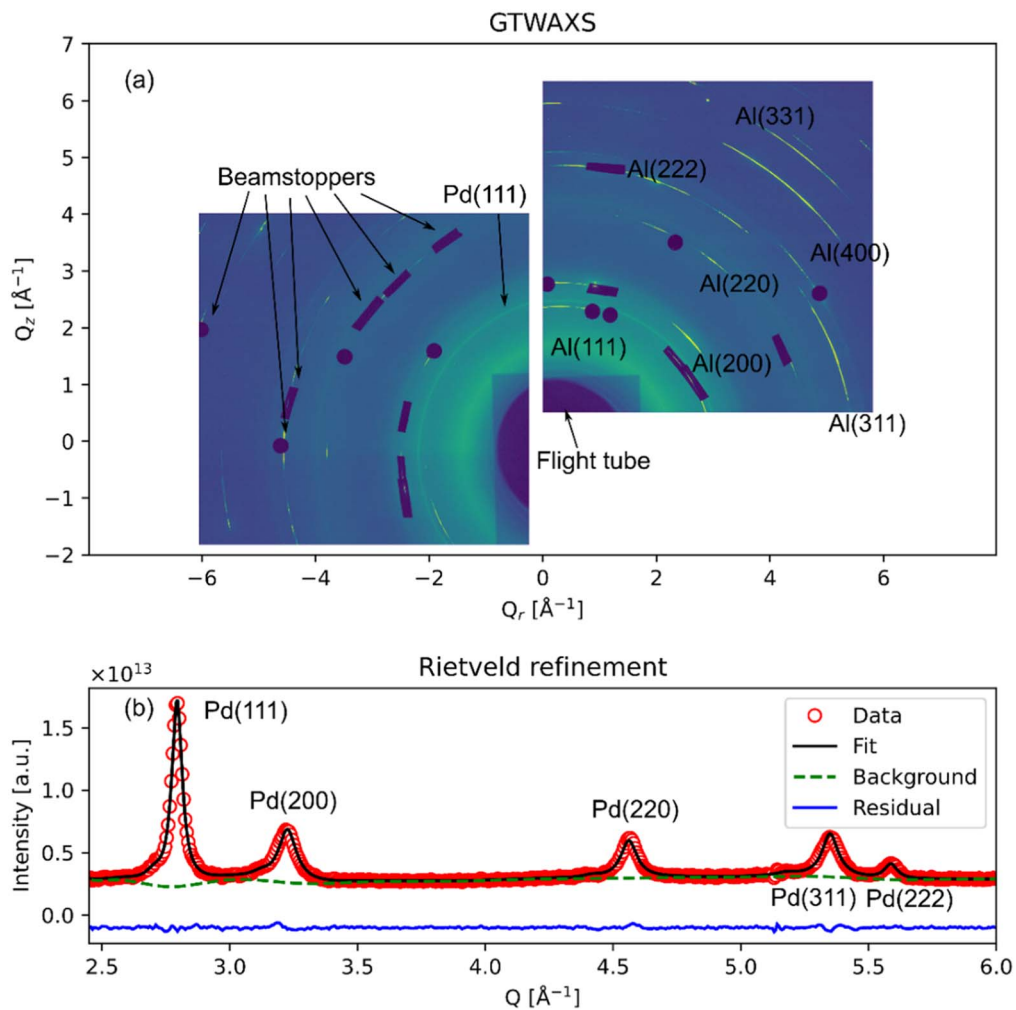 GTWAXS
(a)
7
6
5
4
3
2
1
0
−1
−2
Q_z [Å⁻¹]
Beamstoppers
Pd(111)
Al(331)
Al(222)
Al(400)
Al(220)
Al(111)
Al(200)
Al(311)
Flight tube
−6 −4 −2 0 2 4 6
Q_r [Å⁻¹]
Rietveld refinement
×10¹³
(b)
Pd(111)
Pd(200)
Pd(220)
Pd(311) Pd(222)
Data
Fit
Background
Residual
1.5
1.0
0.5
0.0
Intensity [a.u.]
2.5 3.0 3.5 4.0 4.5 5.0 5.5 6.0
Q [Å⁻¹]